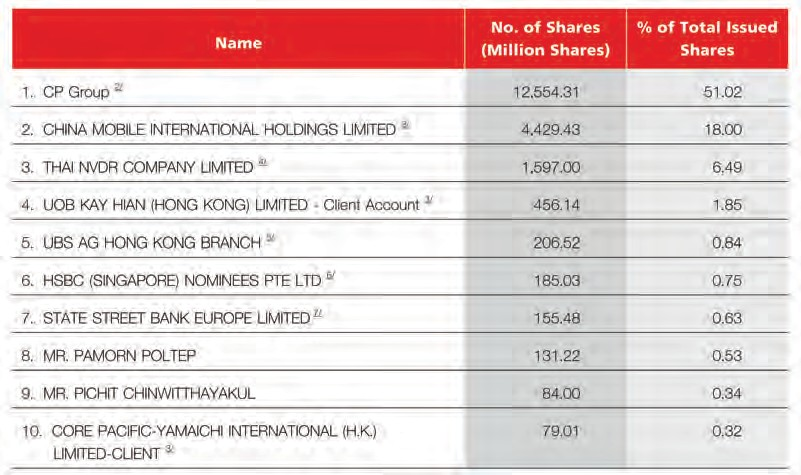 Name No. of Shares (Million Shares) % of Total Issued Shares
1. CP Group 2/ 12,554.31 51.02
2. CHINA MOBILE INTERNATIONAL HOLDINGS LIMITED 18.00 4,429.43
3. THAI NVDR COMPANY LIMITED 4/ 1,597.00 6.49
4. UOB KAY HIAN (HONG KONG) LIMITED - Client Account 3/ 456.14 1.85
5. UBS AG HONG KONG BRANCH 5/ 206.52 0.84
6. HSBC (SINGAPORE) NOMINEES PTE LTD 6/ 185.03 0.75
7. STATE STREET BANK EUROPE LIMITED 7/ 155.48 0.63
8. MR. PAMORN POLTEP 131.22 0.53
9. MR. PICHIT CHINWITTHAYAKUL 84.00 0.34
10. CORE PACIFIC-YAMAICHI INTERNATIONAL (H.K.) 79.01 0.32
LIMITED-CLIENT